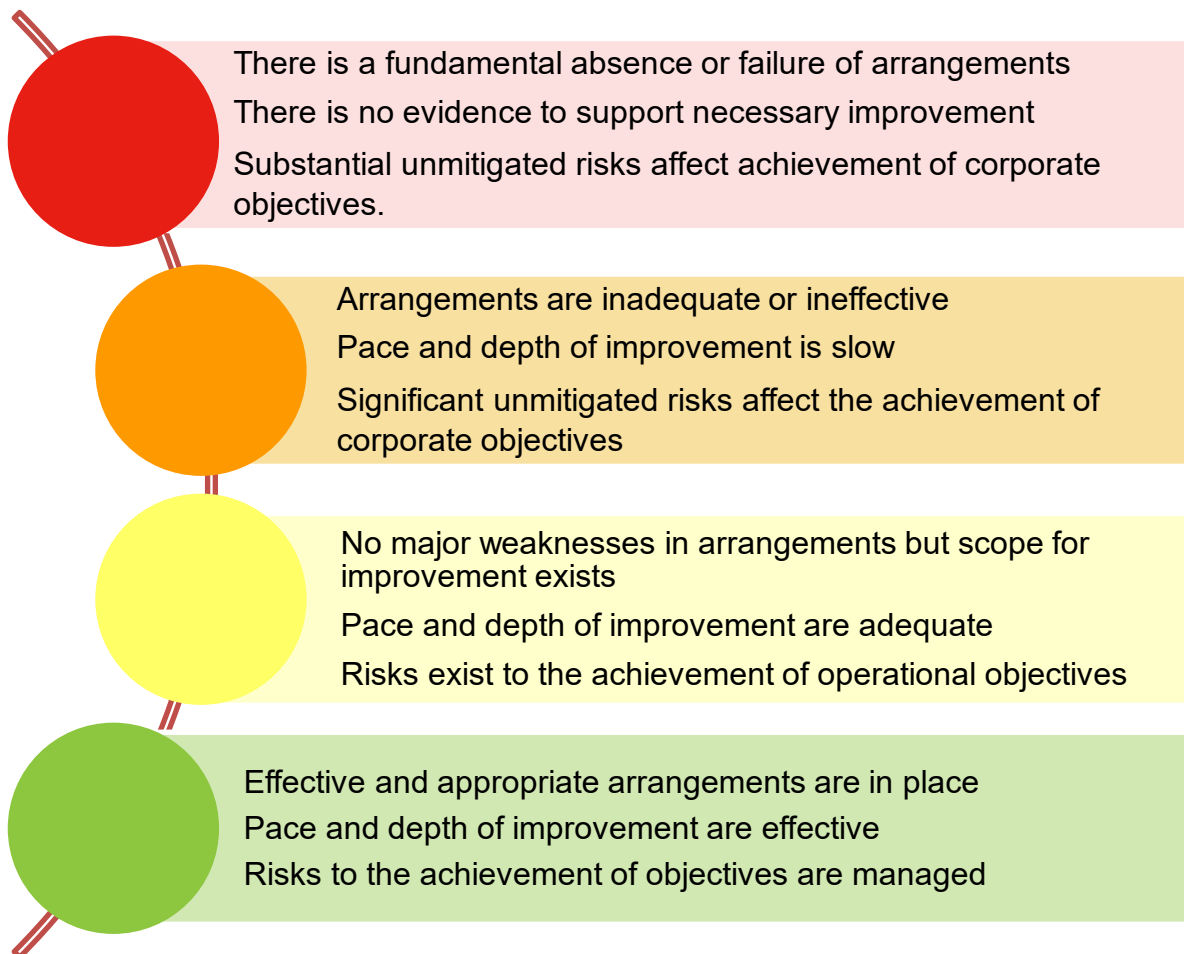 There is a fundamental absence or failure of arrangements
There is no evidence to support necessary improvement
Substantial unmitigated risks affect achievement of corporate
objectives.
Arrangements are inadequate or ineffective
Pace and depth of improvement is slow
Significant unmitigated risks affect the achievement of
corporate objectives
No major weaknesses in arrangements but scope for
improvement exists
Pace and depth of improvement are adequate
Risks exist to the achievement of operational objectives
Effective and appropriate arrangements are in place
Pace and depth of improvement are effective
Risks to the achievement of objectives are managed